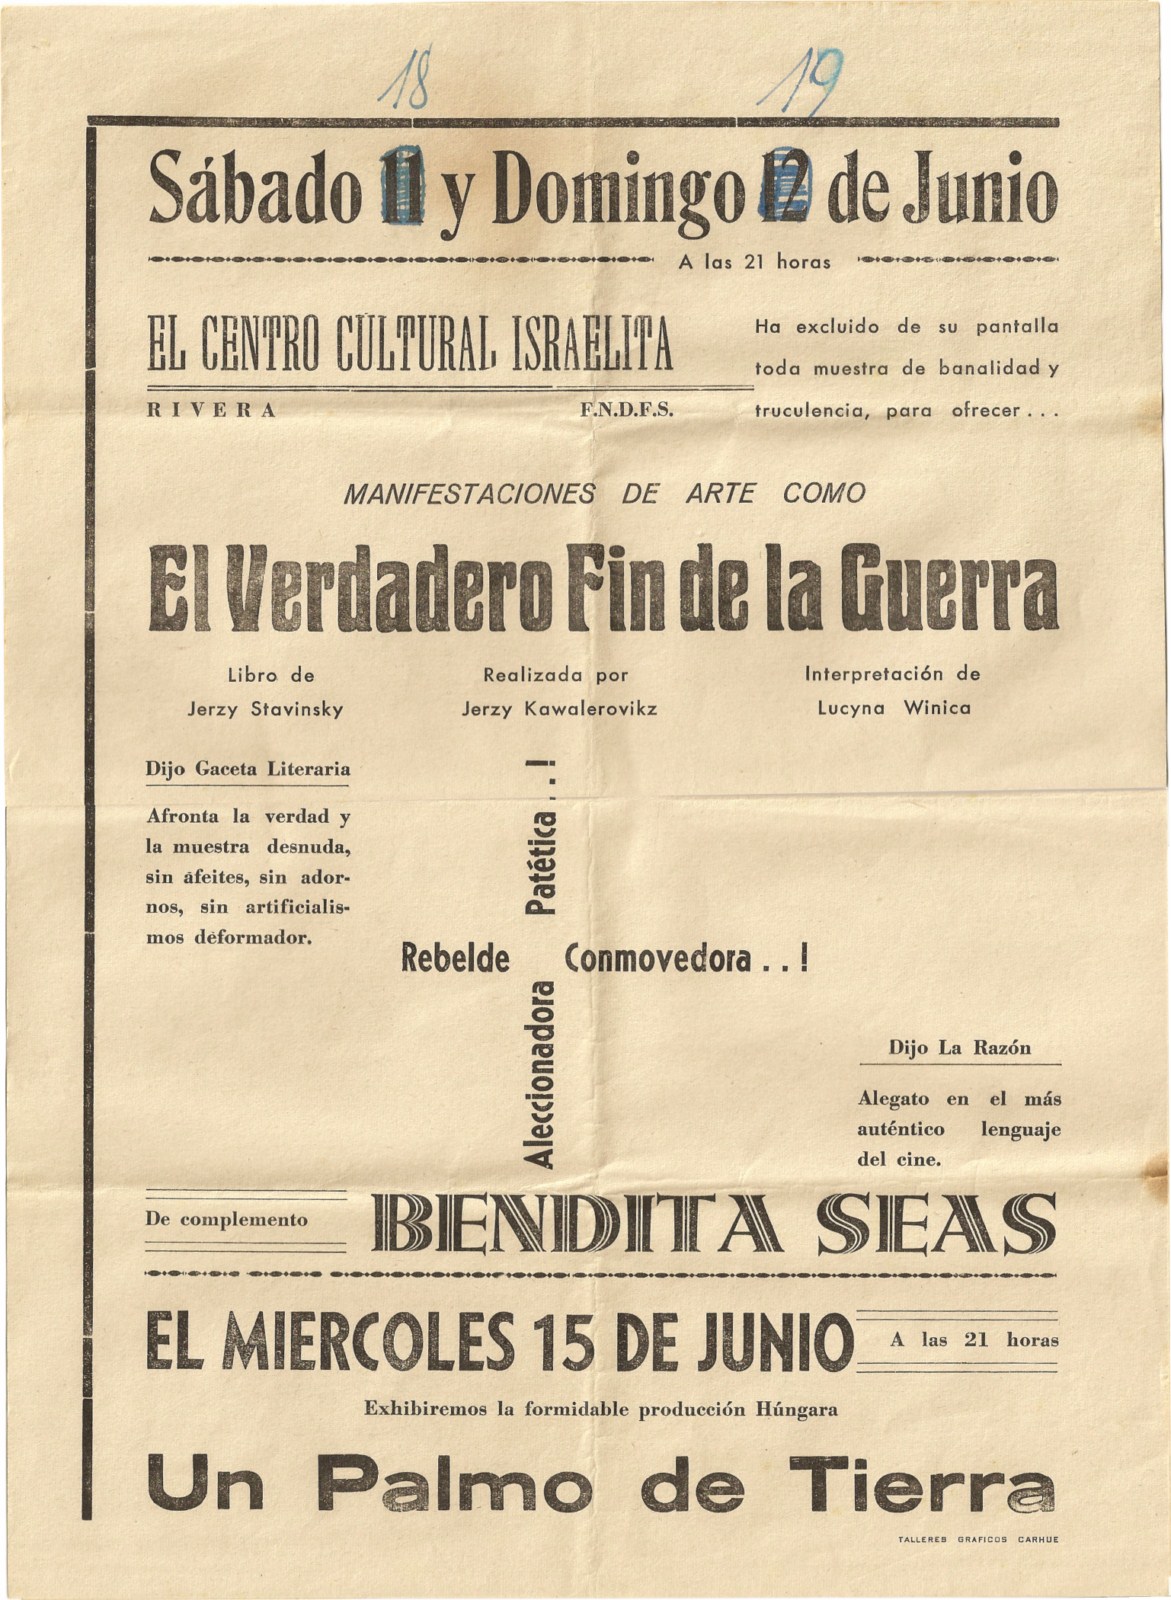 18 19
Sábado 11 y Domingo 12 de Junio
A las 21 horas
EL CENTRO CULTURAL ISRAELITA
RIVERA F.N.D.F.S.
Ha excluido de su pantalla
toda muestra de banalidad y
truculencia, para ofrecer...
MANIFESTACIONES DE ARTE COMO
El Verdadero Fin de la Guerra
Libro de
Jerzy Stavinsky
Realizada por
Jerzy Kawalerovikz
Interpretación de
Lucyna Winica
Dijo Gaceta Literaria
Afronta la verdad y
la muestra desnuda,
sin áfeites, sin ador-
nos, sin artificialis-
mos déformador.
Patética..!
Rebelde Conmovedora..!
Aleccionadora
Dijo La Razón
Alegato en el más
auténtico lenguaje
del cine.
De complemento
BENDITA SEAS
EL MIERCOLES 15 DE JUNIO
A las 21 horas
Exhibiremos la formidable producción Húngara
Un Palmo de Tierra
TALLERES GRAFICOS CARHUE